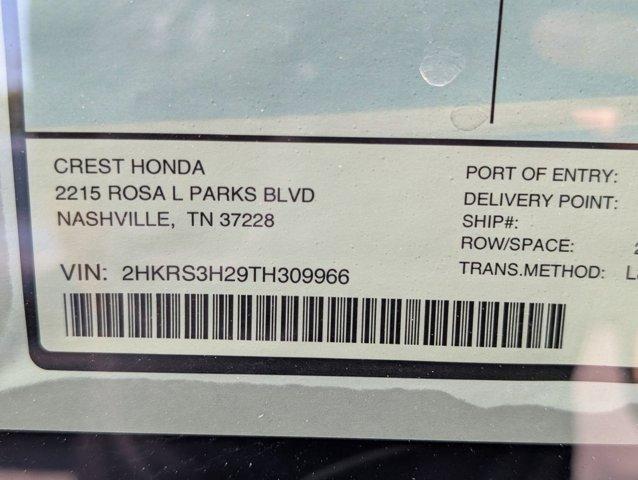 CREST HONDA
2215 ROSA L PARKS BLVD
NASHVILLE, TN 37228
VIN: 2HKRS3H29TH309966
PORT OF ENTRY:
DELIVERY POINT:
SHIP#:
ROW/SPACE:
TRANS.METHOD: